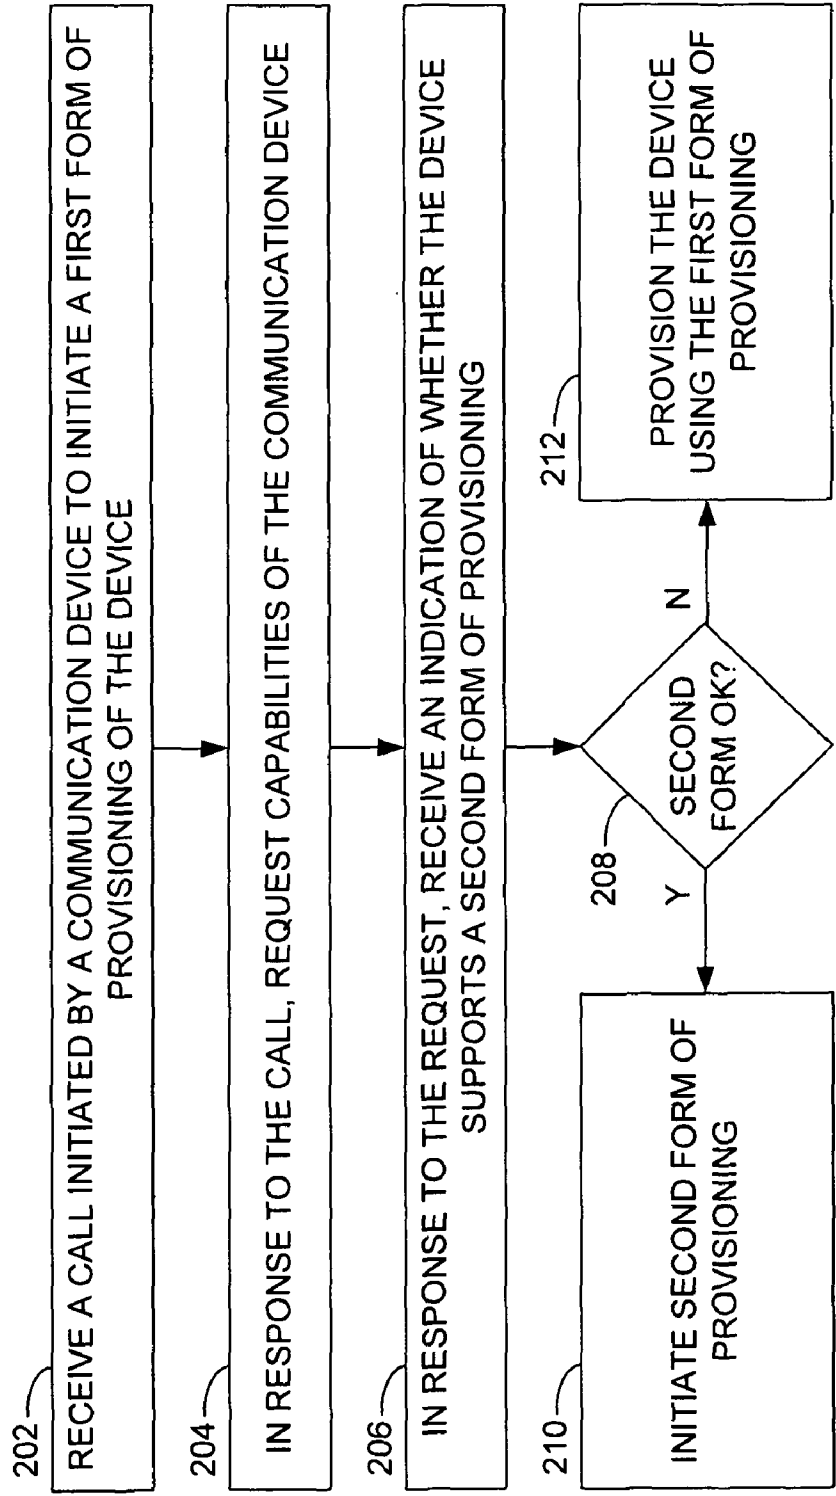 202
RECEIVE A CALL INITIATED BY A COMMUNICATION DEVICE TO INITIATE A FIRST FORM OF
PROVISIONING OF THE DEVICE
204
IN RESPONSE TO THE CALL, REQUEST CAPABILITIES OF THE COMMUNICATION DEVICE
206
IN RESPONSE TO THE REQUEST, RECEIVE AN INDICATION OF WHETHER THE DEVICE
SUPPORTS A SECOND FORM OF PROVISIONING
208
SECOND
FORM OK?
Y
N
210
INITIATE SECOND FORM OF
PROVISIONING
212
PROVISION THE DEVICE
USING THE FIRST FORM OF
PROVISIONING